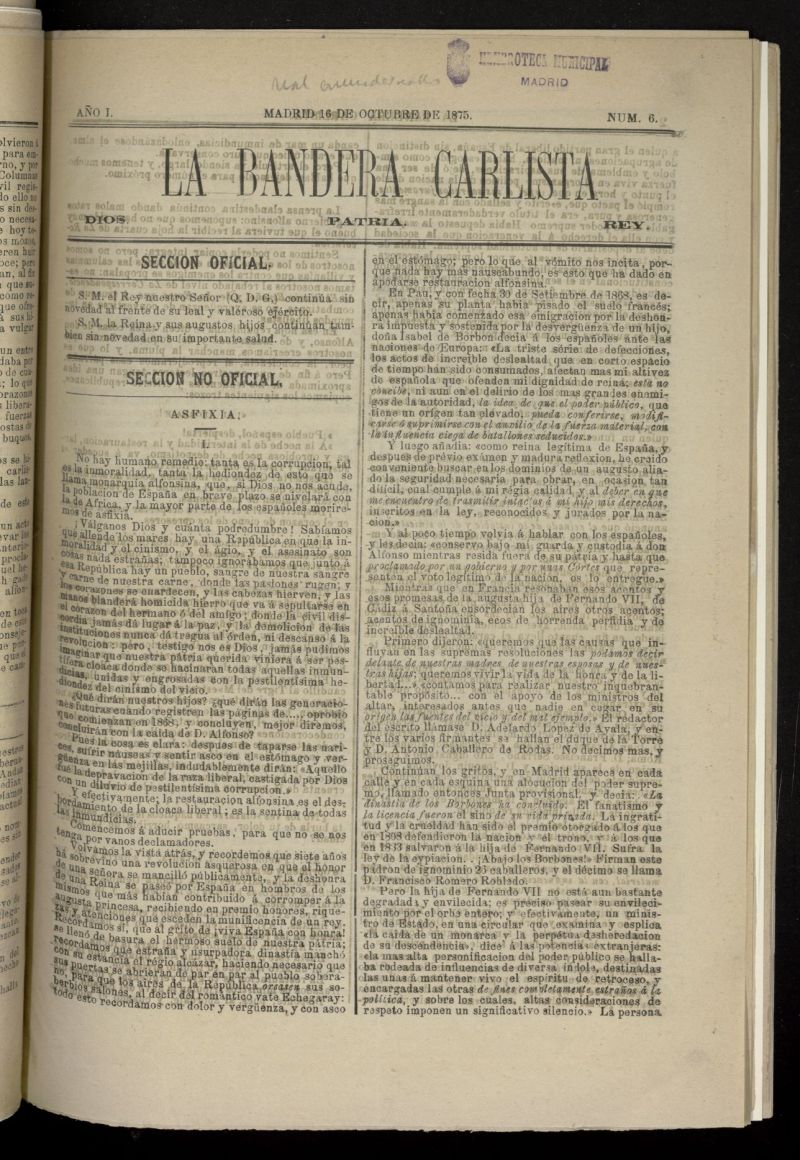 HEMEROTECA MUNICIPAL
MADRID
AÑO I.
MADRID 16 DE OCTUBRE DE 1875.
NUM. 6.
LA BANDERA CARLISTA
DIOS
PATRIA.
REY.
SECCION OFICIAL.
S. M. el Rey nuestro Señor (Q. D. G.) continúa sin
novedad al frente de su leal y valeroso ejército.
S. M. la Reina y sus augustos hijos continúan tam-
bien sin novedad en su importante salud.
SECCION NO OFICIAL.
ASFIXIA.
I.
No hay humano remedio; tanta es la corrupcion, tal
es la inmoralidad, tanta la hediondez de esto que se
llama monarquía alfonsina, que, si Dios no nos acude,
la poblacion de España en breve plazo se nivelará con
la de Africa, y la mayor parte de los españoles morire-
mos de asfixia.
¡Válganos Dios y cuánta podredumbre! Sabíamos
que allende los mares hay una República en que la in-
moralidad y el cinismo, y el ágio, y el asesinato son
cosas nada estrañas; tampoco ignorábamos que junto á
esa República hay un pueblo, sangre de nuestra sangre
y carne de nuestra carne, donde las pasiones rugen; y
los corazones se enardecen, y las cabezas hierven, y las
manos blanden homicida hierro que va á sepultarse en
el corazon del hermano ó del amigo; donde la civil dis-
cordia jamás dá lugar á la paz, y la demolicion de las
instituciones nunca dá tregua al órden, ni descanso á la
revolucion; pero, testigo nos es Dios, jamás pudimos
imaginar que nuestra pátria querida viniera á ser pes-
tífera cloaca donde se hacinaran todas aquellas inmun-
dicias, unidas y engrosadas con la pestilentísima he-
diondez del cinismo del vicio.
¿Qué dirán nuestros hijos? ¿qué dirán las generacio-
nes futuras cuando registren las páginas de..... oprobio
que comienzan en 1868, y concluyen, mejor diremos,
concluirán con la caida de D. Alfonso?
Pues la cosa es clara: despues de taparse las nari-
ces, sufrir náuseas y sentir asco en el estómago y ver-
güenza en las mejillas, indudablemente dirán: «Aquello
fué la depravacion de la raza liberal, castigada por Dios
con un diluvio de pestilentísima corrupcion.»
Y efectivamente; la restauracion alfonsina es el des-
bordamiento de la cloaca liberal; es la sentina de todas
las inmundicias.
Comencemos á aducir pruebas, para que no se nos
tenga por vanos declamadores.
Volvamos la vista atrás, y recordemos que siete años
há sobrevino una revolucion asquerosa en que el honor
de una señora se mancilló públicamente, y la deshonra
de una Reina se paseó por España en hombros de los
mismos que más habian contribuido á corromper á la
augusta princesa, recibiendo en premio honores, rique-
zas y atenciones que esceden la munificencia de un rey.
Recordamos sí, que al grito de ¡viva España con honra!
se llenó de basura el hermoso suelo de nuestra pátria;
recordamos que estraña y usurpadora dinastía manchó
con su estancia el régio alcázar, haciendo necesario que
sus puertas se abrieran de par en par al pueblo sobera-
no, para que los aires de la República oreasen sus so-
berbios salones, al decir del romántico vate Echegaray:
todo esto recordamos con dolor y vergüenza, y con asco
en el estómago; pero lo que al vómito nos incita, por-
que nada hay mas nauseabundo, es esto que ha dado en
apodarse restauracion alfonsina.
En Pau, y con fecha 30 de Setiembre de 1868, es de-
cir, apenas su planta habia pisado el suelo francés;
apenas habia comenzado esa emigracion por la deshon-
ra impuesta y sostenida por la desvergüenza de un hijo,
doña Isabel de Borbon decia á los españoles ante las
naciones de Europa: «La triste série de defecciones,
los actos de increible deslealtad que en corto espacio
de tiempo han sido consumados, afectan mas mi altivez
de española que ofenden mi dignidad de reina; está no
concibe, ni aun en el delirio de mis mas grandes enemi-
gos de la autoridad, la idea de que el poder público, que
tiene un orígen tan elevado, pueda conferirse, modifi-
carse ó suprimirse con el auxilio de la fuerza material, con
la influencia ciega de batallones seducidos.»
Y luego añadia: «como reina legítima de España, y
despues de prévio exámen y madura reflexion, he creido
conveniente buscar en los dominios de un augusto alia-
do la seguridad necesaria para obrar, en ocasion tan
difícil, cual cumple á mi régia calidad y al deber en que
me encuentro de trasmitir intactos á mi hijo mis derechos,
inscritos en la ley, reconocidos y jurados por la na-
cion.»
Y al poco tiempo volvia á hablar con los españoles,
y les decia: «conservo bajo mi guarda y custodia á don
Alfonso mientras resida fuera de su pátria y hasta que
proclamado por un gobierno y por unas Córtes que repre-
senten el voto legítimo de la nacion, os lo entregue.»
Mientras que en Francia resonaban esos acentos y
esos promesas de la augusta hija de Fernando VII, de
Cádiz á Santoña ensordecian los aires otros acentos;
acentos de ignominia, ecos de horrenda perfidia y de
increible deslealtad.
Primero dijeron: «queremos que las causas que in-
fluyan en las supremas resoluciones las podamos decir
delante de nuestras madres, de nuestras esposas y de nues-
tras hijas; queremos vivir la vida de la honra y de la li-
bertad...» «contamos para realizar nuestro inquebran-
table propósito... con el apoyo de los ministros del
altar, interesados antes que nadie en cegar en su
orígen las fuentes del vicio y del mal ejemplo.» El redactor
del escrito llámase D. Adelardo Lopez de Ayala; y en-
tre los varios firmantes se hallan el duque de la Torre
y D. Antonio Caballero de Rodas. No decimos mas, y
proseguimos.
Continúan los gritos, y en Madrid aparece en cada
calle y en cada esquina una alocucion del poder supre-
mo, llamado entonces Junta provisional, y decia: «La
dinastía de los Borbones ha concluido. El fanatismo y
la licencia fueron el sino de su vida privada. La ingrati-
tud y la crueldad han sido el premio otorgado á los que
en 1808 defendieron la nacion y el trono, y á los que
en 1833 salvaron á la hija de Fernando VII. Sufra la
ley de la expiacion... ¡Abajo los Borbones!» Firman este
padron de ignominio 26 caballeros, y el décimo se llama
D. Francisco Romero Robledo.
Pero la hija de Fernando VII no está aun bastante
degradada y envilecida; es preciso pasear su envileci-
miento por el orbe entero; y efectivamente, un minis-
tro de Estado, en una circular que examina y esplica
«la caida de un monarca y la perpétua desheredacion
de su descendencia», dice á las potencias extranjeras:
«la mas alta personificacion del poder público se halla-
ba rodeada de influencias de diversa índole, destinadas
las unas á mantener vivo el espíritu de retroceso, y
encargadas las otras de fines completamente estraños á la
política, y sobre los cuales, altas consideraciones de
respeto imponen un significativo silencio.» La persona